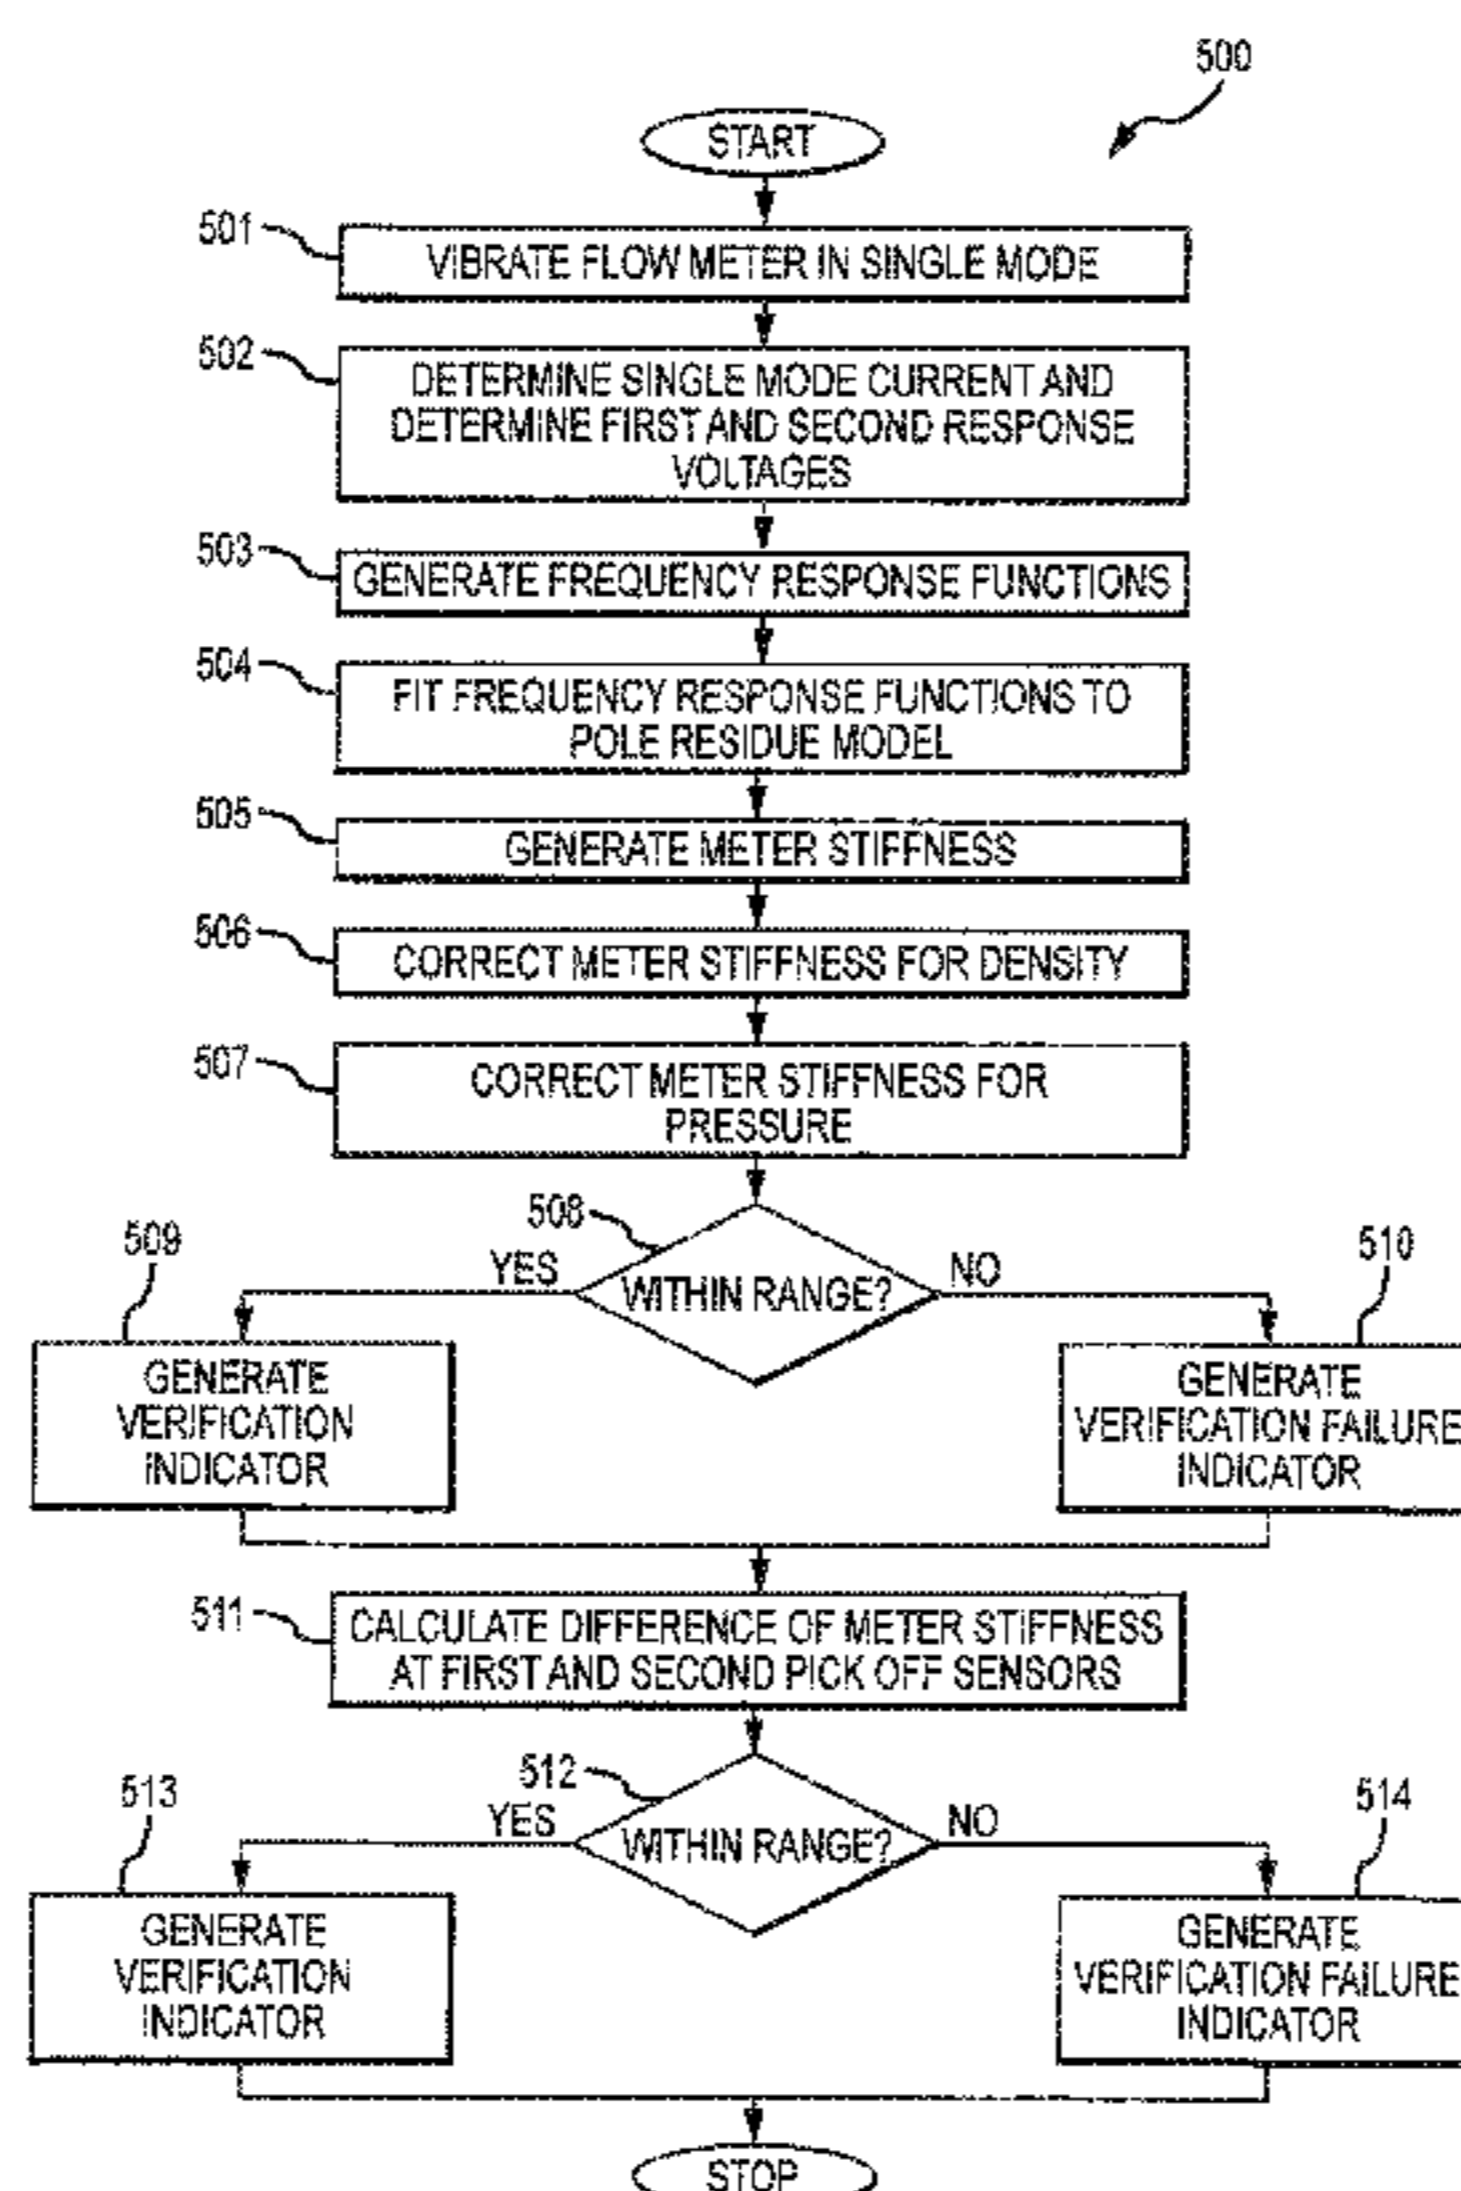 500
START
501
VIBRATE FLOW METER IN SINGLE MODE
502
DETERMINE SINGLE MODE CURRENT AND
DETERMINE FIRST AND SECOND RESPONSE
VOLTAGES
503
GENERATE FREQUENCY RESPONSE FUNCTIONS
504
FIT FREQUENCY RESPONSE FUNCTIONS TO
POLE RESIDUE MODEL
505
GENERATE METER STIFFNESS
506
CORRECT METER STIFFNESS FOR DENSITY
507
CORRECT METER STIFFNESS FOR
PRESSURE
508
WITHIN RANGE?
YES
NO
509
GENERATE
VERIFICATION
INDICATOR
510
GENERATE
VERIFICATION FAILURE
INDICATOR
511
CALCULATE DIFFERENCE OF METER STIFFNESS
AT FIRST AND SECOND PICK OFF SENSORS
512
WITHIN RANGE?
YES
NO
513
GENERATE
VERIFICATION
INDICATOR
514
GENERATE
VERIFICATION FAILURE
INDICATOR
STOP